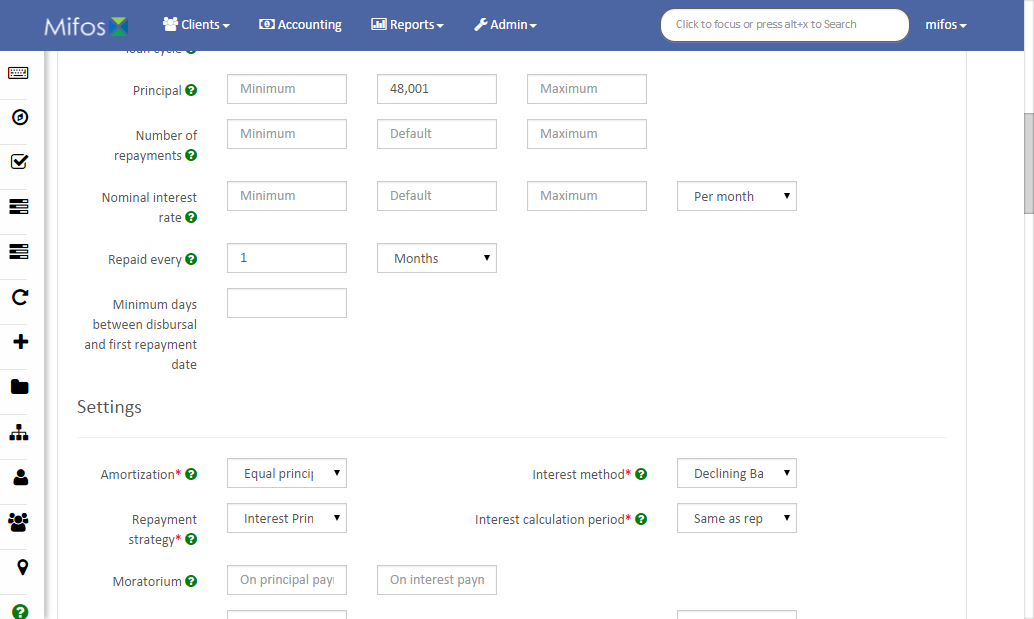 Mifos Clients Accounting Reports Admin Click to focus or press alt+x to Search mifos
loan cycle
Principal Minimum 48,001 Maximum
Number of repayments Minimum Default Maximum
Nominal interest rate Minimum Default Maximum Per month
Repaid every 1 Months
Minimum days
between disbursal
and first repayment
date
Settings
Amortization* Equal princip Interest method* Declining Ba
Repayment strategy* Interest Prin Interest calculation period* Same as rep
Moratorium On principal payı On interest payn